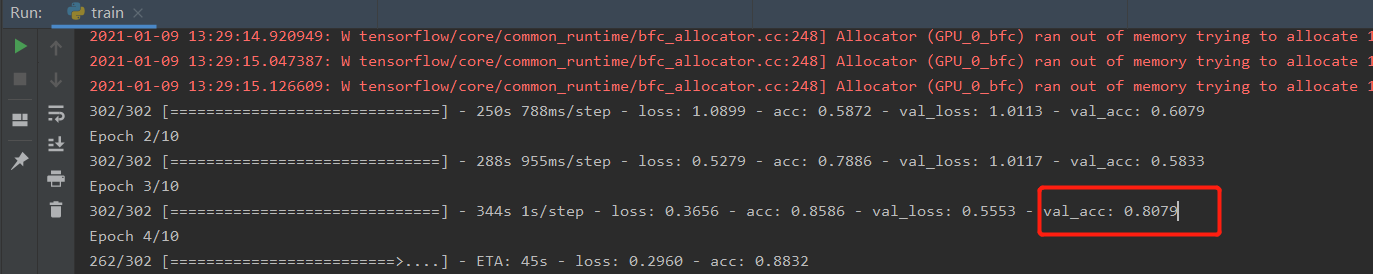 Run: train ×
2021-01-09 13:29:14.920949: W tensorflow/core/common_runtime/bfc_allocator.cc:248] Allocator (GPU_0_bfc) ran out of memory trying to allocate 1
2021-01-09 13:29:15.047387: W tensorflow/core/common_runtime/bfc_allocator.cc:248] Allocator (GPU_0_bfc) ran out of memory trying to allocate 1
2021-01-09 13:29:15.126609: W tensorflow/core/common_runtime/bfc_allocator.cc:248] Allocator (GPU_0_bfc) ran out of memory trying to allocate 1
302/302 [==============================] - 250s 788ms/step - loss: 1.0899 - acc: 0.5872 - val_loss: 1.0113 - val_acc: 0.6079
Epoch 2/10
302/302 [==============================] - 288s 955ms/step - loss: 0.5279 - acc: 0.7886 - val_loss: 1.0117 - val_acc: 0.5833
Epoch 3/10
302/302 [==============================] - 344s 1s/step - loss: 0.3656 - acc: 0.8586 - val_loss: 0.5553 - val_acc: 0.8079
Epoch 4/10
262/302 [=========================>....] - ETA: 45s - loss: 0.2960 - acc: 0.8832